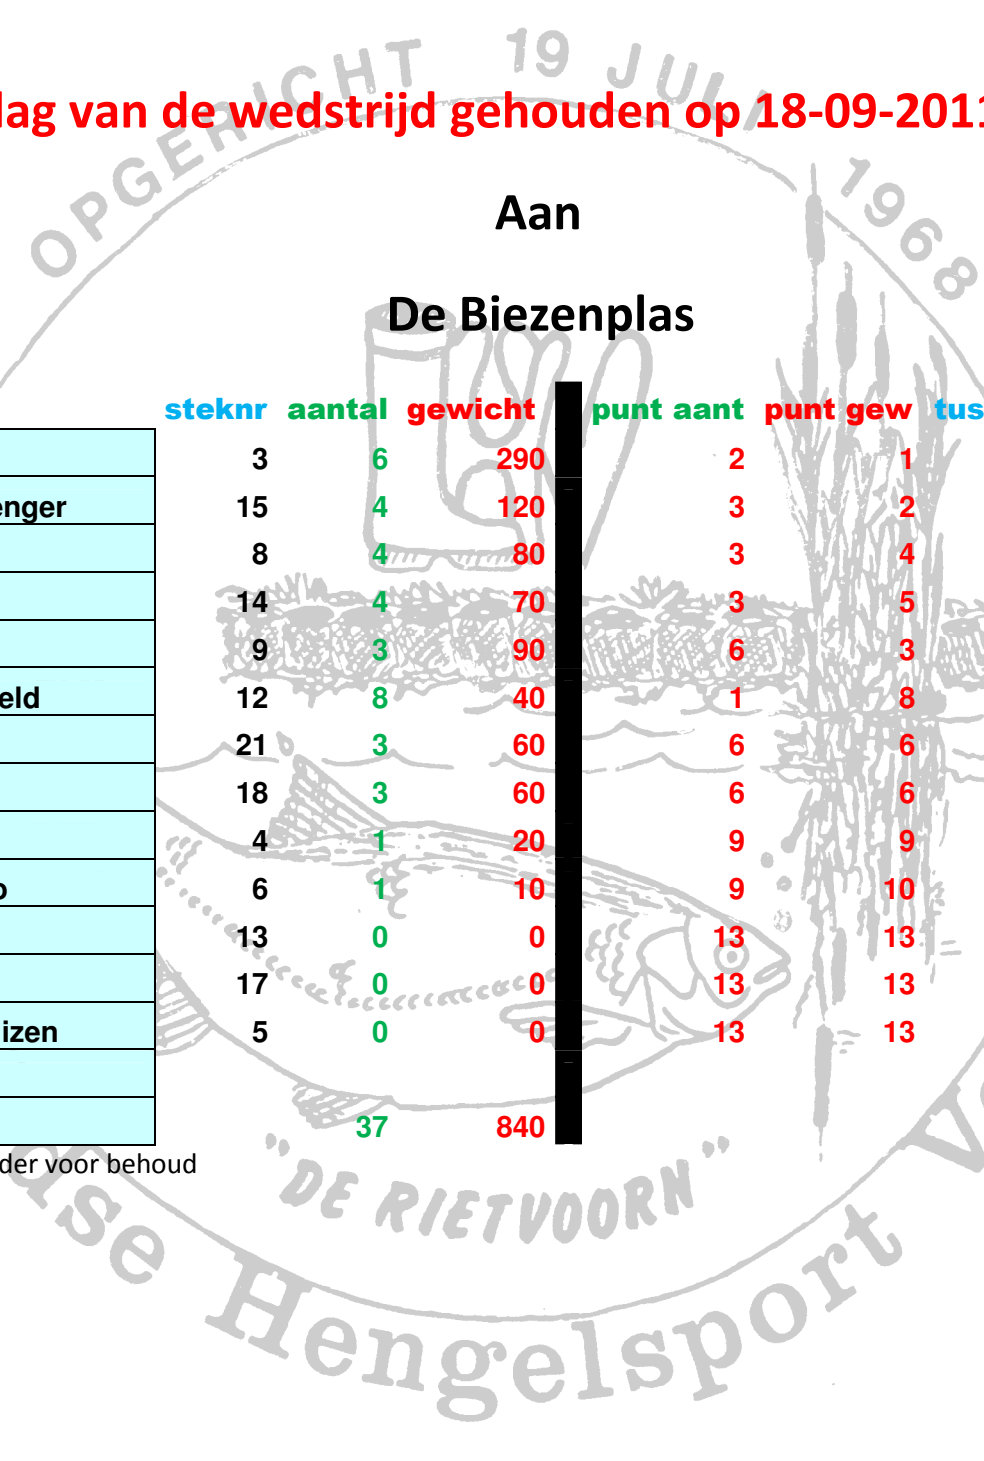 OPGERICHT 19 JULI 1968
lag van de wedstrijd gehouden op 18-09-2011
Aan
De Biezenplas
steknr aantal gewicht punt aant punt gew tus
3 6 290 2 1
enger 15 4 120 3 2
8 4 80 3 4
14 4 70 3 5
9 3 90 6 3
eld 12 8 40 1 8
21 3 60 6 6
18 3 60 6 6
4 1 20 9 9
o 6 1 10 9 10
13 0 0 13 13
17 0 0 13 13
izen 5 0 0 13 13
37 840
der voor behoud
"DE RIETVOORN"
dse Hengelsport V